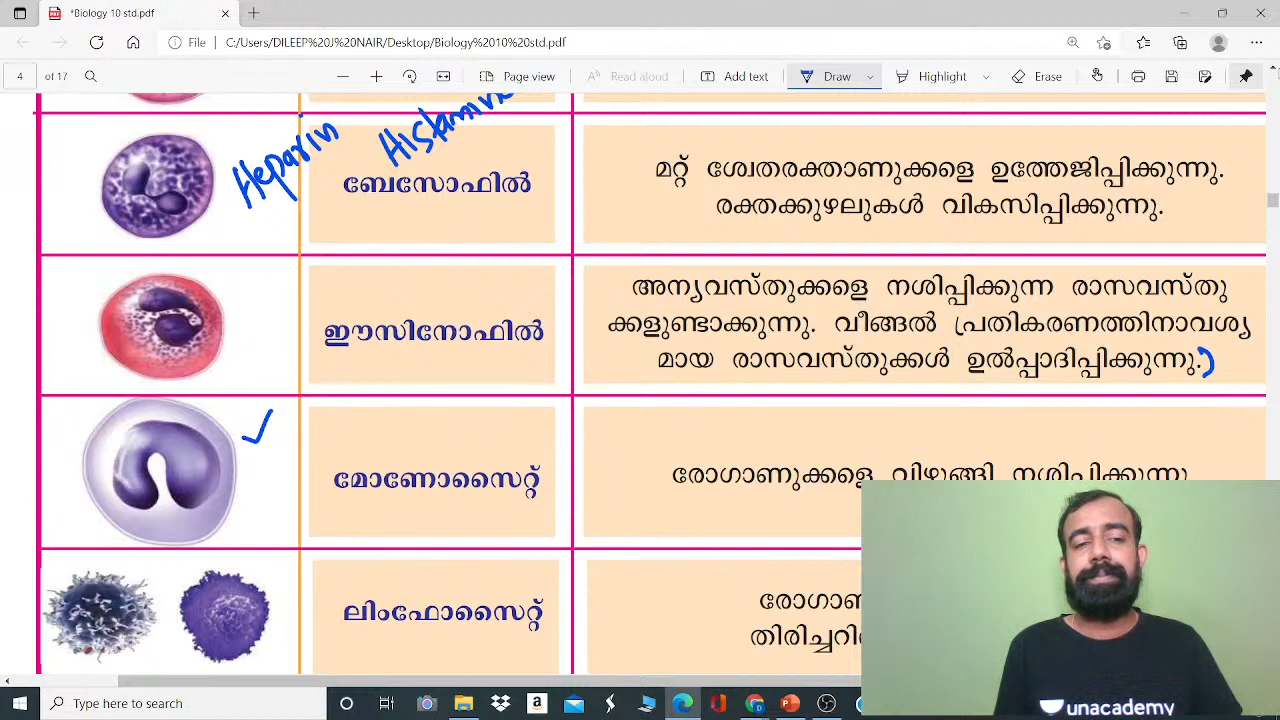 *Biology 10 std.pdf
File
C:/Users/DILEEP%20J%20NAIR/Desktop/Biology%2010%20std.pdf
4 of 17
Page view
Read aloud
Add text
Draw
Highlight
Erase
Heparin
ബേസോഫിൽ
മറ്റ് ശ്വേതരക്താണുക്കളെ ഉത്തേജിപ്പിക്കുന്നു.
രക്തക്കുഴലുകൾ വികസിപ്പിക്കുന്നു.
ഈസിനോഫിൽ
അന്യവസ്തുക്കളെ നശിപ്പിക്കുന്ന രാസവസ്തു
ക്കളുണ്ടാക്കുന്നു. വീങ്ങൽ പ്രതികരണത്തിനാവശ്യ
മായ രാസവസ്തുക്കൾ ഉൽപ്പാദിപ്പിക്കുന്നു.
മോണോസൈറ്റ്
രോഗാണുക്കളെ വിഴുങ്ങി നശിപ്പിക്കുന്നു
ലിംഫോസൈറ്റ്
Type here to search
unacademy